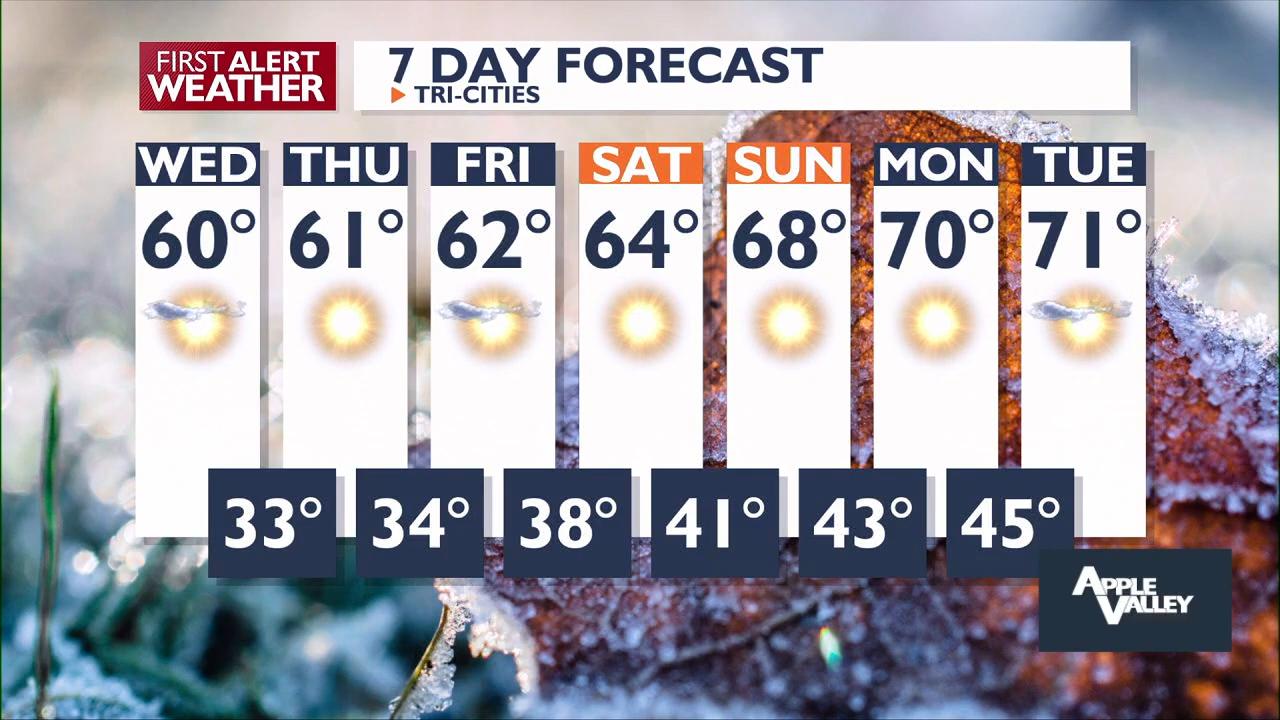 FIRST ALERT
WEATHER
7 DAY FORECAST
TRI-CITIES
WED THU FRI SAT SUN MON TUE
60° 61° 62° 64° 68° 70° 71°
33° 34° 38° 41° 43° 45°
APPLE
VALLEY